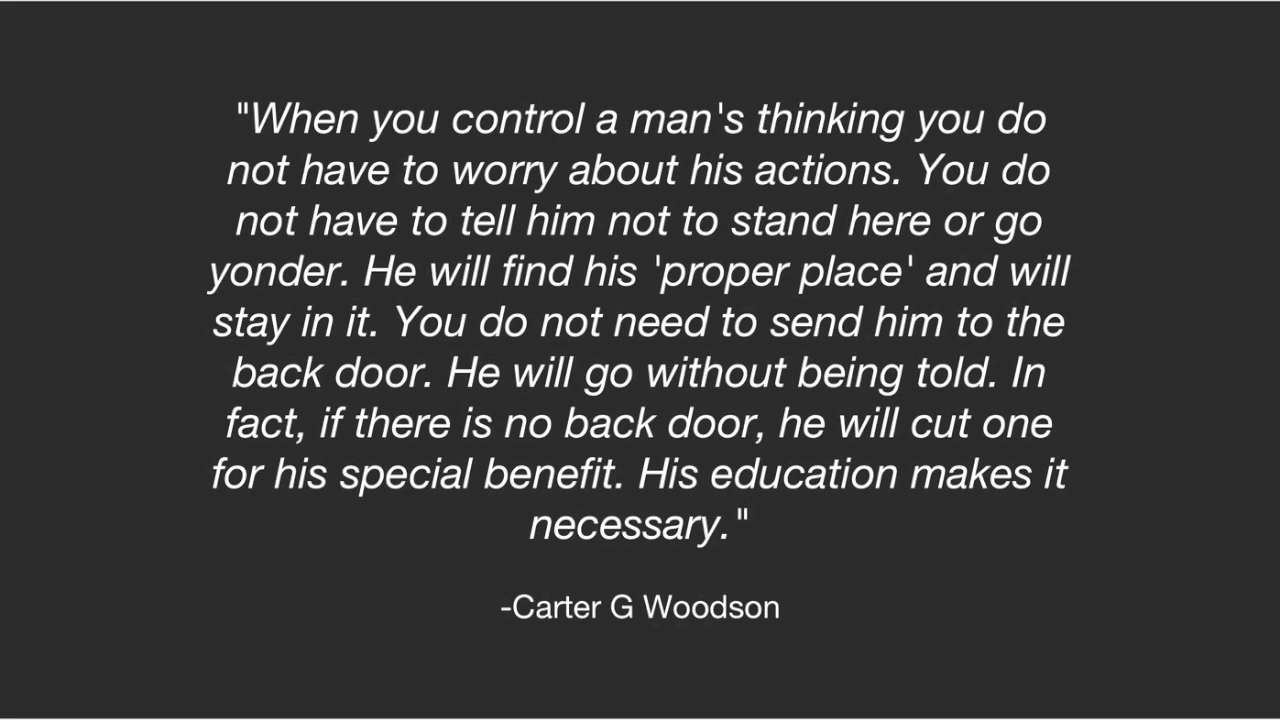 "When you control a man's thinking you do
not have to worry about his actions. You do
not have to tell him not to stand here or go
yonder. He will find his 'proper place' and will
stay in it. You do not need to send him to the
back door. He will go without being told. In
fact, if there is no back door, he will cut one
for his special benefit. His education makes it
necessary."
-Carter G Woodson